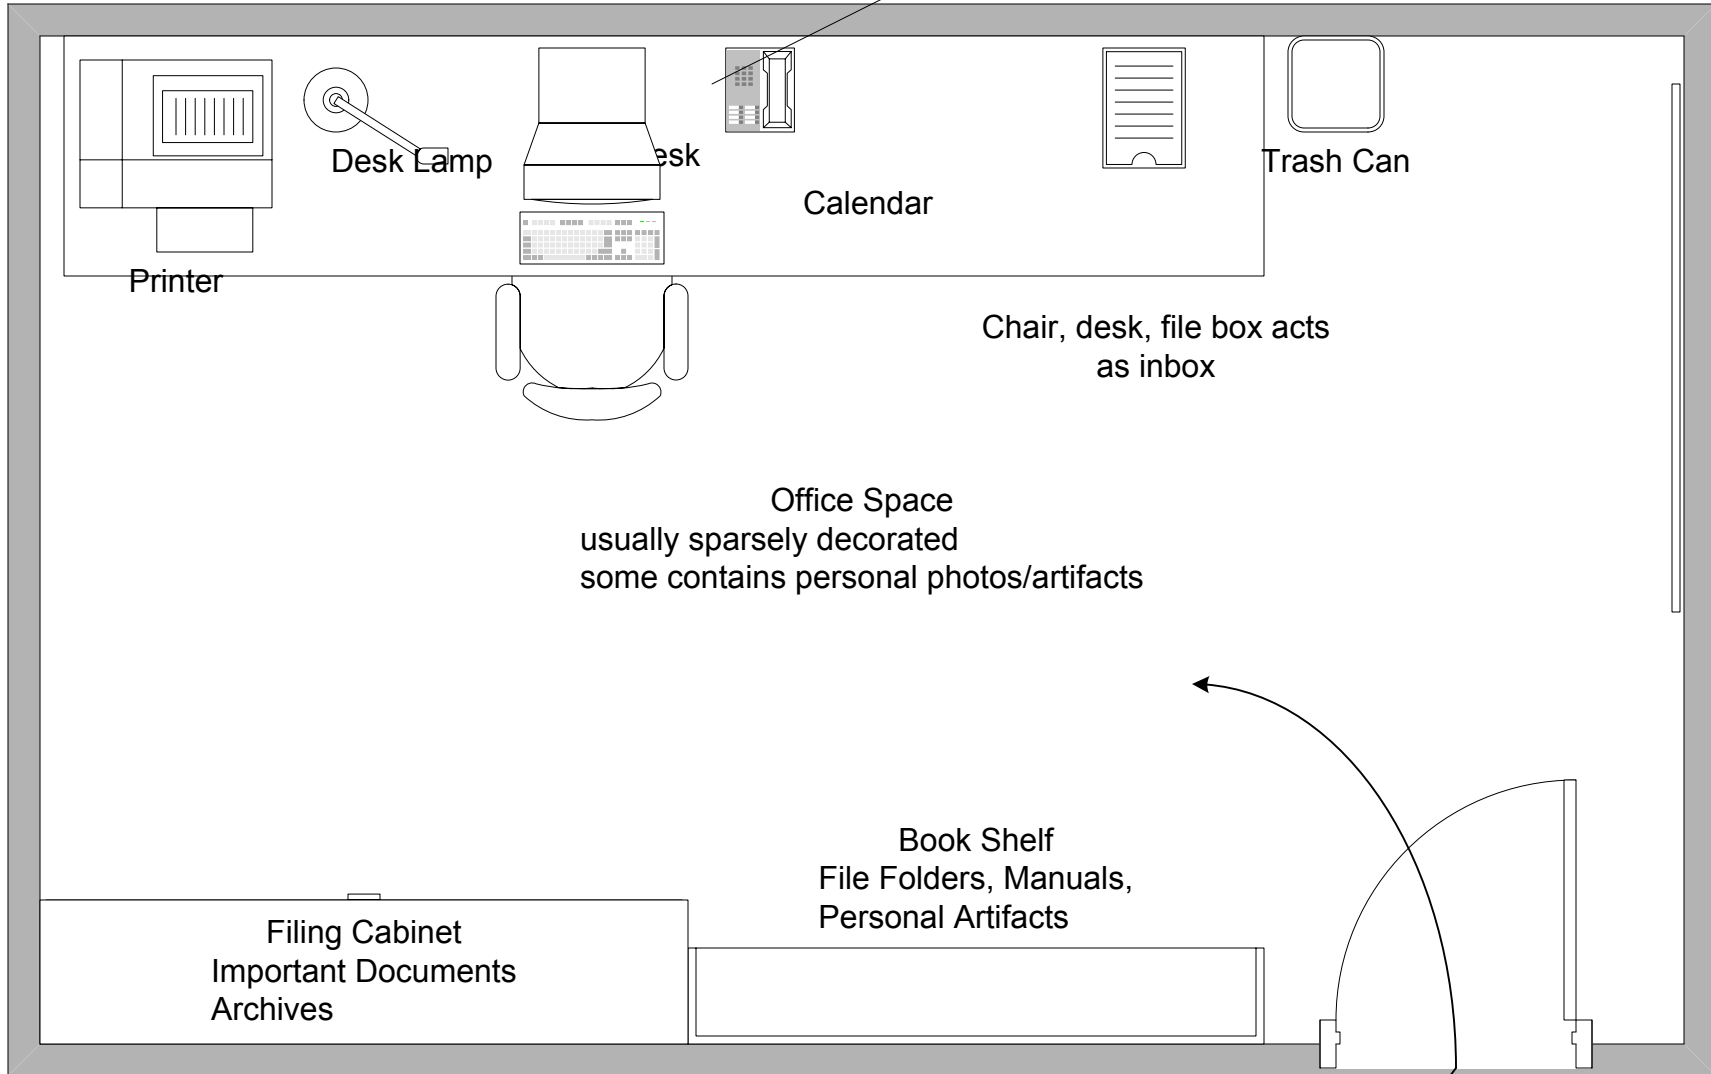 Desk Lamp
esk
Trash Can
Calendar
Printer
Chair, desk, file box acts
as inbox
Office Space
usually sparsely decorated
some contains personal photos/artifacts
Book Shelf
File Folders, Manuals,
Personal Artifacts
Filing Cabinet
Important Documents
Archives